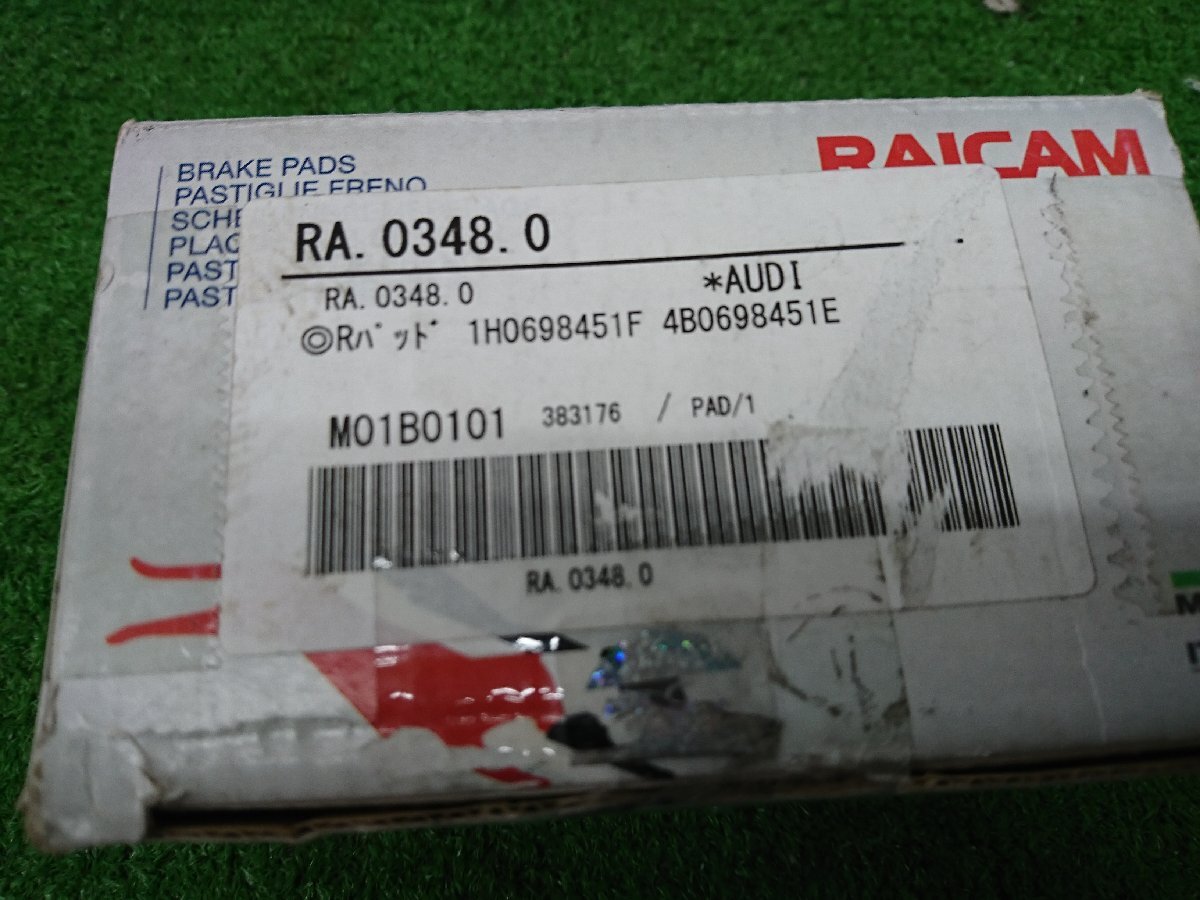 BRAKE PADS
RAICAM
PASTIGLIE FRENO
RA.0348.0
RA.0348.0
*AUDI
◎Rﾊﾟｯﾄﾞ 1H0698451F 4B0698451E
M01B0101 383176 / PAD/1
RA.0348.0